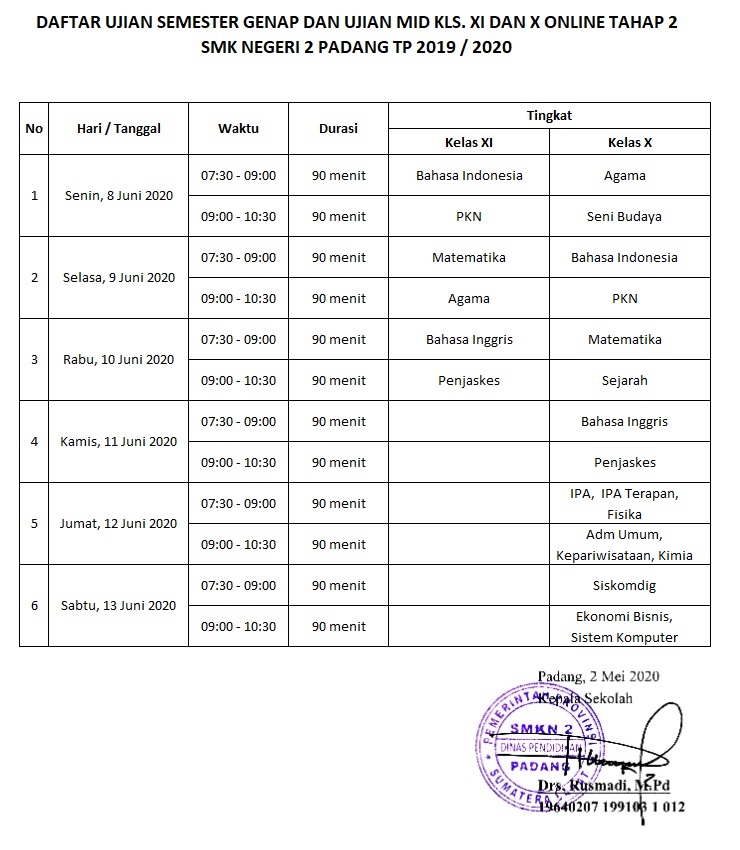 DAFTAR UJIAN SEMESTER GENAP DAN UJIAN MID KLS. XI DAN X ONLINE TAHAP 2
SMK NEGERI 2 PADANG TP 2019 / 2020
No Hari / Tanggal Waktu Durasi Tingkat
Kelas XI Kelas X
1 Senin, 8 Juni 2020 07:30 - 09:00 90 menit Bahasa Indonesia Agama
09:00 - 10:30 90 menit PKN Seni Budaya
2 Selasa, 9 Juni 2020 07:30 - 09:00 90 menit Matematika Bahasa Indonesia
09:00 - 10:30 90 menit Agama PKN
3 Rabu, 10 Juni 2020 07:30 - 09:00 90 menit Bahasa Inggris Matematika
09:00 - 10:30 90 menit Penjaskes Sejarah
4 Kamis, 11 Juni 2020 07:30 - 09:00 90 menit Bahasa Inggris
09:00 - 10:30 90 menit Penjaskes
5 Jumat, 12 Juni 2020 07:30 - 09:00 90 menit IPA, IPA Terapan,
Fisika
09:00 - 10:30 90 menit Adm Umum,
Kepariwisataan, Kimia
6 Sabtu, 13 Juni 2020 07:30 - 09:00 90 menit Siskomdig
09:00 - 10:30 90 menit Ekonomi Bisnis,
Sistem Komputer
Padang, 2 Mei 2020
Kepala Sekolah
PEMERINTAH PROVINSI
SMKN 2
DINAS PENDIDIKAN
PADANG
SUMATERA BARAT
Drs. Rusmadi, M.Pd
19640207 199103 1 012